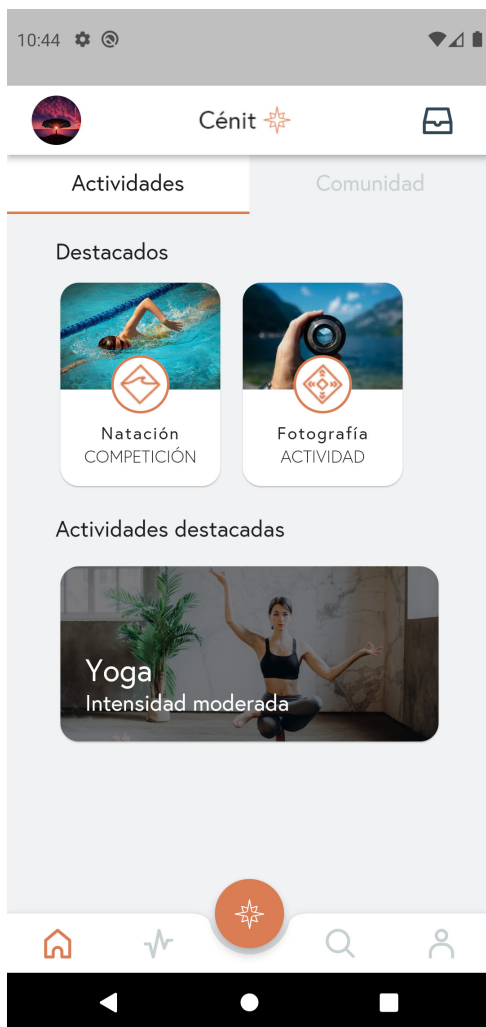 10:44
Cénit
Actividades
Comunidad
Destacados
Natación
COMPETICIÓN
Fotografía
ACTIVIDAD
Actividades destacadas
Yoga
Intensidad moderada